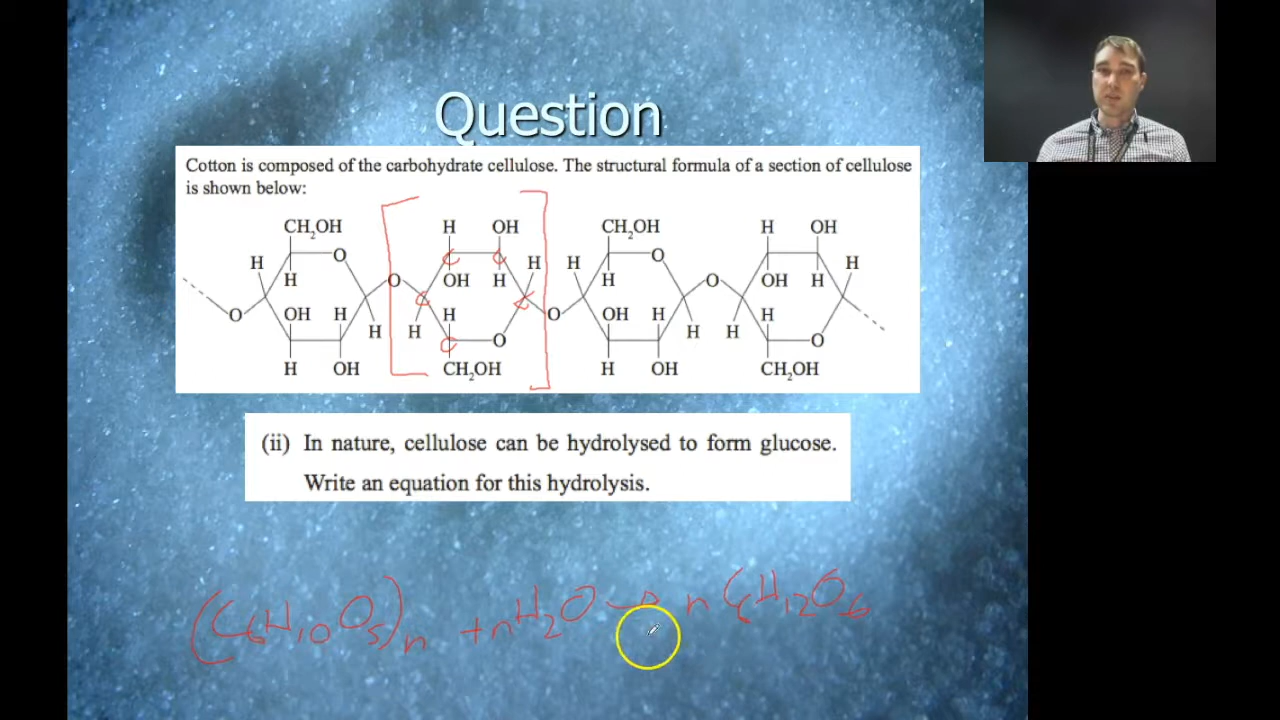 Question
Cotton is composed of the carbohydrate cellulose. The structural formula of a section of cellulose
is shown below:
CH₂OH H OH CH₂OH H OH
H O H H O H
H O OH H H O OH H
O OH H H O OH H H
H H H H
O O
H OH CH₂OH H OH CH₂OH
(ii) In nature, cellulose can be hydrolysed to form glucose.
Write an equation for this hydrolysis.
(C₆H₁₀O₅)ₙ + nH₂O → n C₆H₁₂O₆